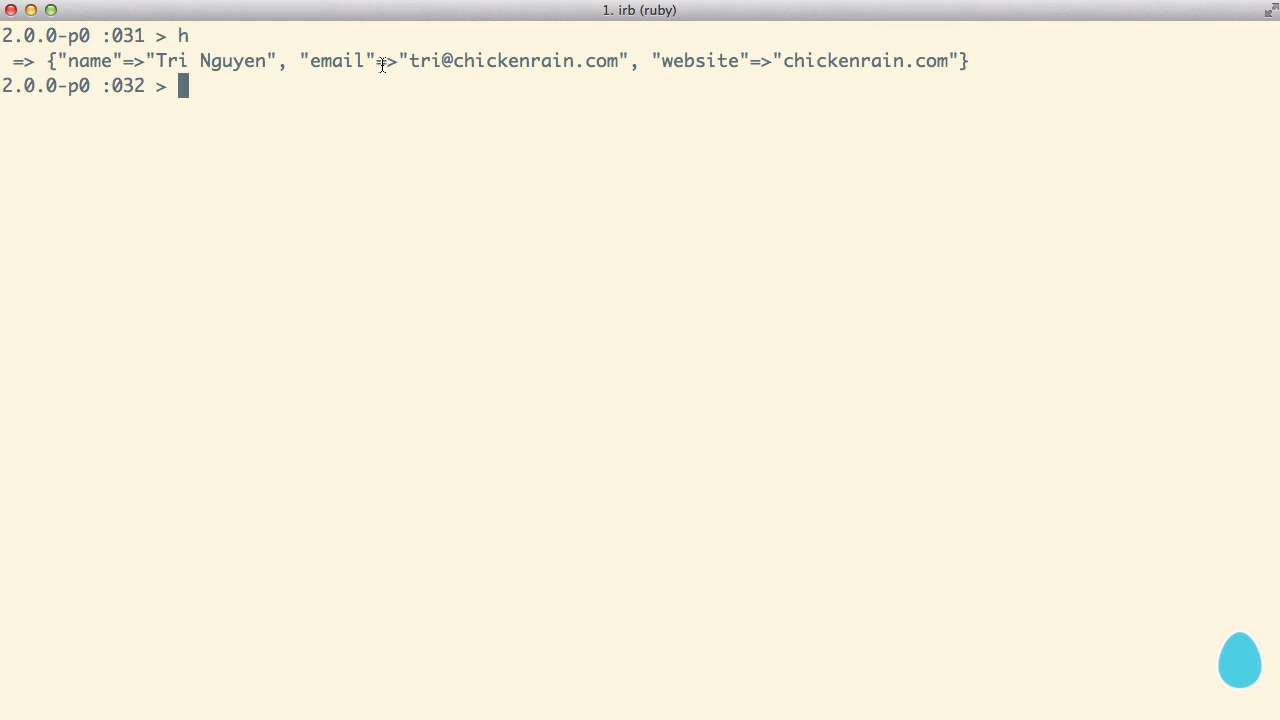 1. irb (ruby)
2.0.0-p0 :031 > h
 => {"name"=>"Tri Nguyen", "email"=>"tri@chickenrain.com", "website"=>"chickenrain.com"}
2.0.0-p0 :032 >